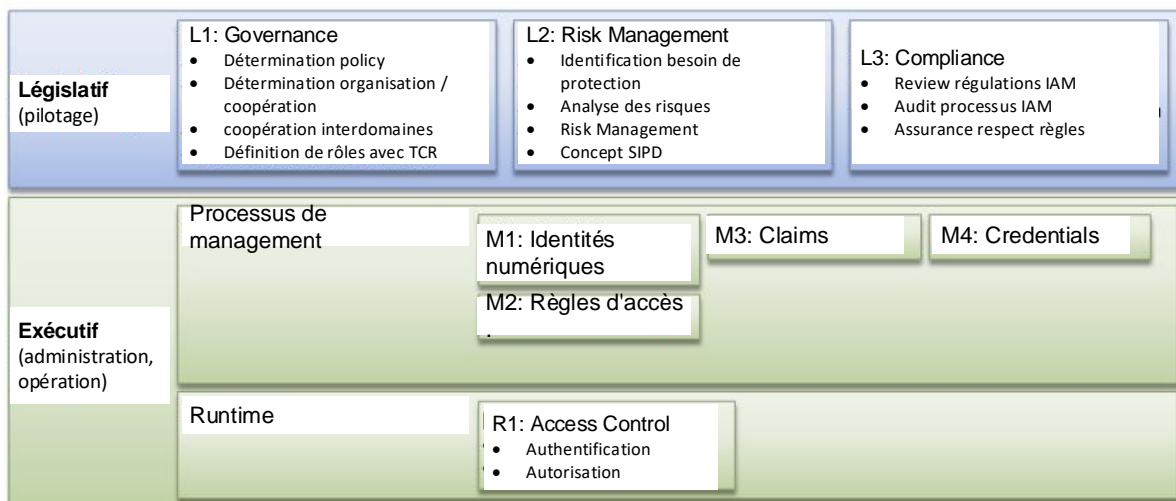 Législatif
(pilotage)
L1: Governance
• Détermination policy
• Détermination organisation /
coopération
• coopération interdomaines
• Définition de rôles avec TCR
L2: Risk Management
• Identification besoin de
protection
• Analyse des risques
• Risk Management
• Concept SIPD
L3: Compliance
• Review régulations IAM
• Audit processus IAM
• Assurance respect règles
Exécutif
(administration,
opération)
Processus de
management
M1: Identités
numériques
M2: Règles d'accès
.
M3: Claims
M4: Credentials
Runtime
R1: Access Control
• Authentification
• Autorisation